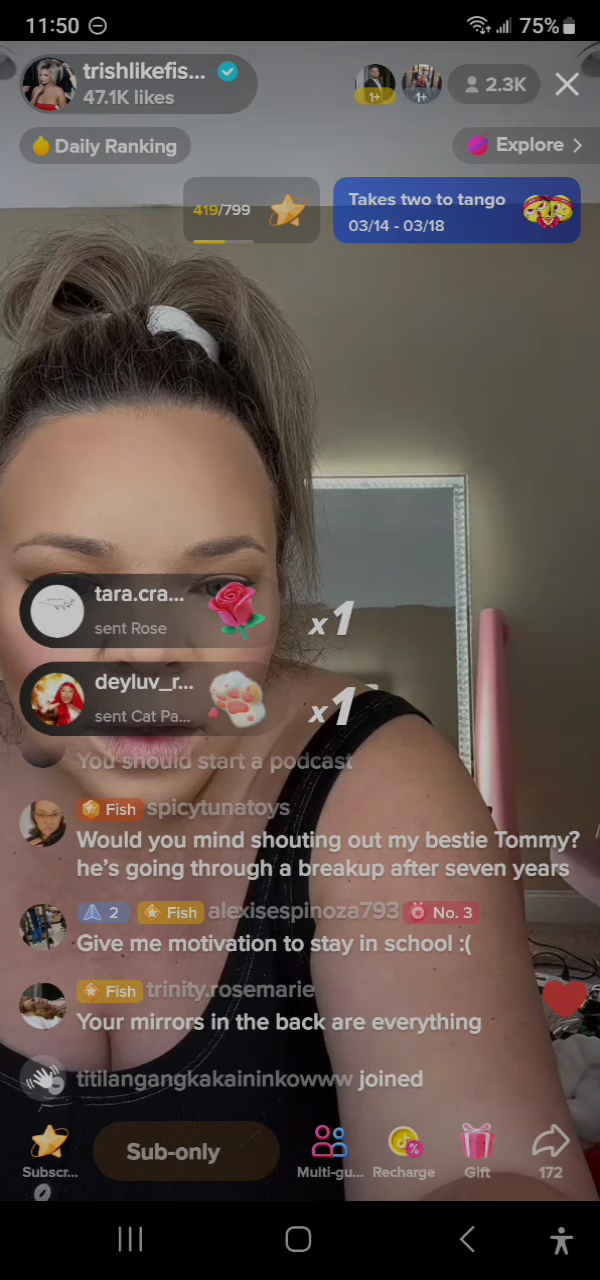 11:50
75%
trishlikefis...
47.1K likes
1+
1+
2.3K
Daily Ranking
Explore
419/799
Takes two to tango
03/14 - 03/18
tara.cra...
sent Rose
x1
deyluv_r...
sent Cat Pa...
x1
You should start a podcast
Fish spicytunatoys
Would you mind shouting out my bestie Tommy?
he's going through a breakup after seven years
2 Fish alexisespinoza793 No. 3
Give me motivation to stay in school :(
Fish trinity.rosemarie
Your mirrors in the back are everything
titilangangkakaininkowww joined
Sub-only
Subscr...
Multi-gu...
Recharge
Gift
172